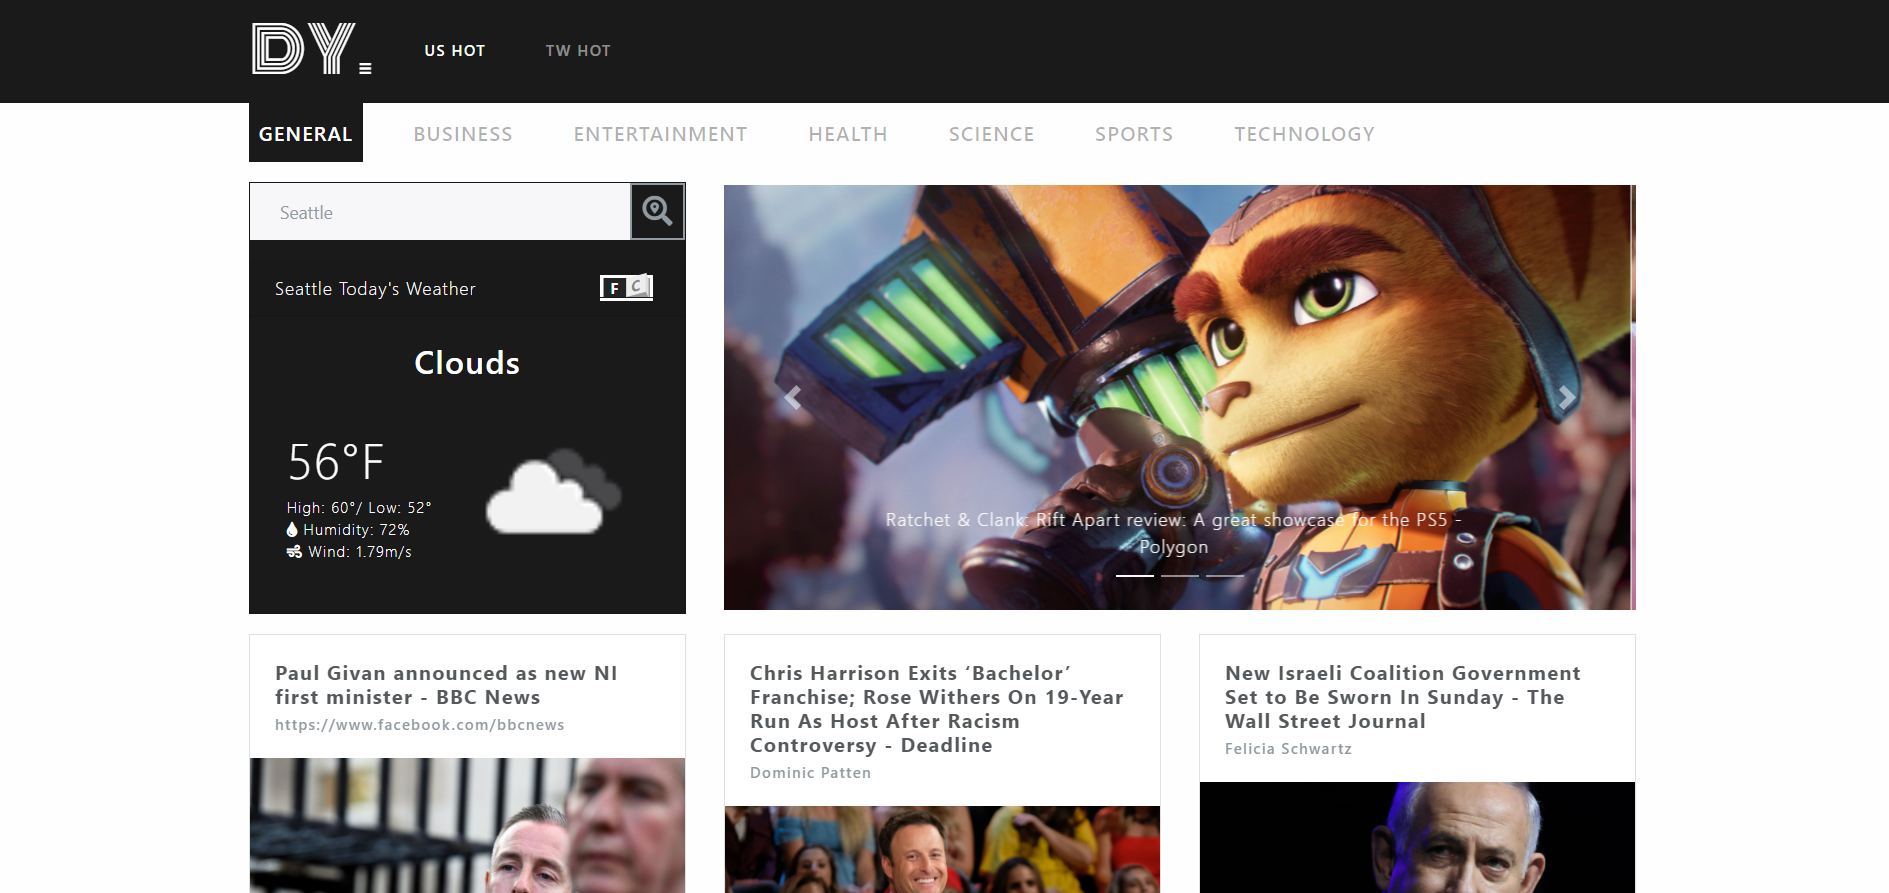 DY.
US HOT
TW HOT
GENERAL
BUSINESS
ENTERTAINMENT
HEALTH
SCIENCE
SPORTS
TECHNOLOGY
Seattle
Seattle Today's Weather
F C
Clouds
56°F
High: 60°/ Low: 52°
Humidity: 72%
Wind: 1.79m/s
Ratchet & Clank: Rift Apart review: A great showcase for the PS5 -
Polygon
Paul Givan announced as new NI
first minister - BBC News
https://www.facebook.com/bbcnews
Chris Harrison Exits ‘Bachelor’
Franchise; Rose Withers On 19-Year
Run As Host After Racism
Controversy - Deadline
Dominic Patten
New Israeli Coalition Government
Set to Be Sworn In Sunday - The
Wall Street Journal
Felicia Schwartz